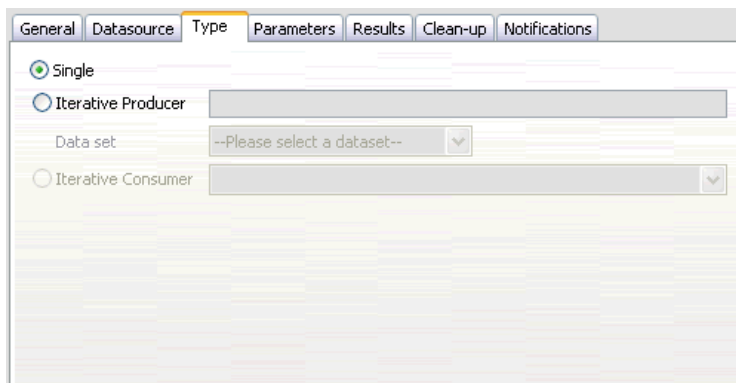 General Datasource Type Parameters Results Clean-up Notifications
Single
Iterative Producer
Data set --Please select a dataset--
Iterative Consumer